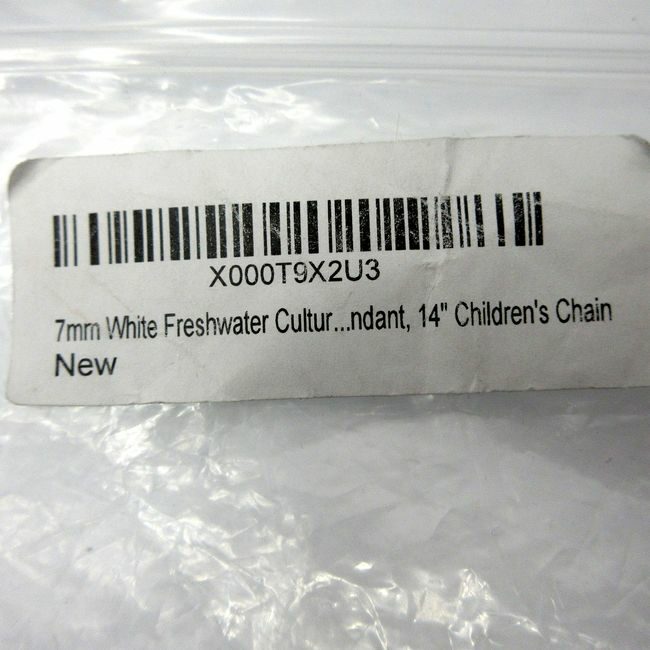 X000T9X2U3
7mm White Freshwater Cultur...ndant, 14" Children's Chain
New